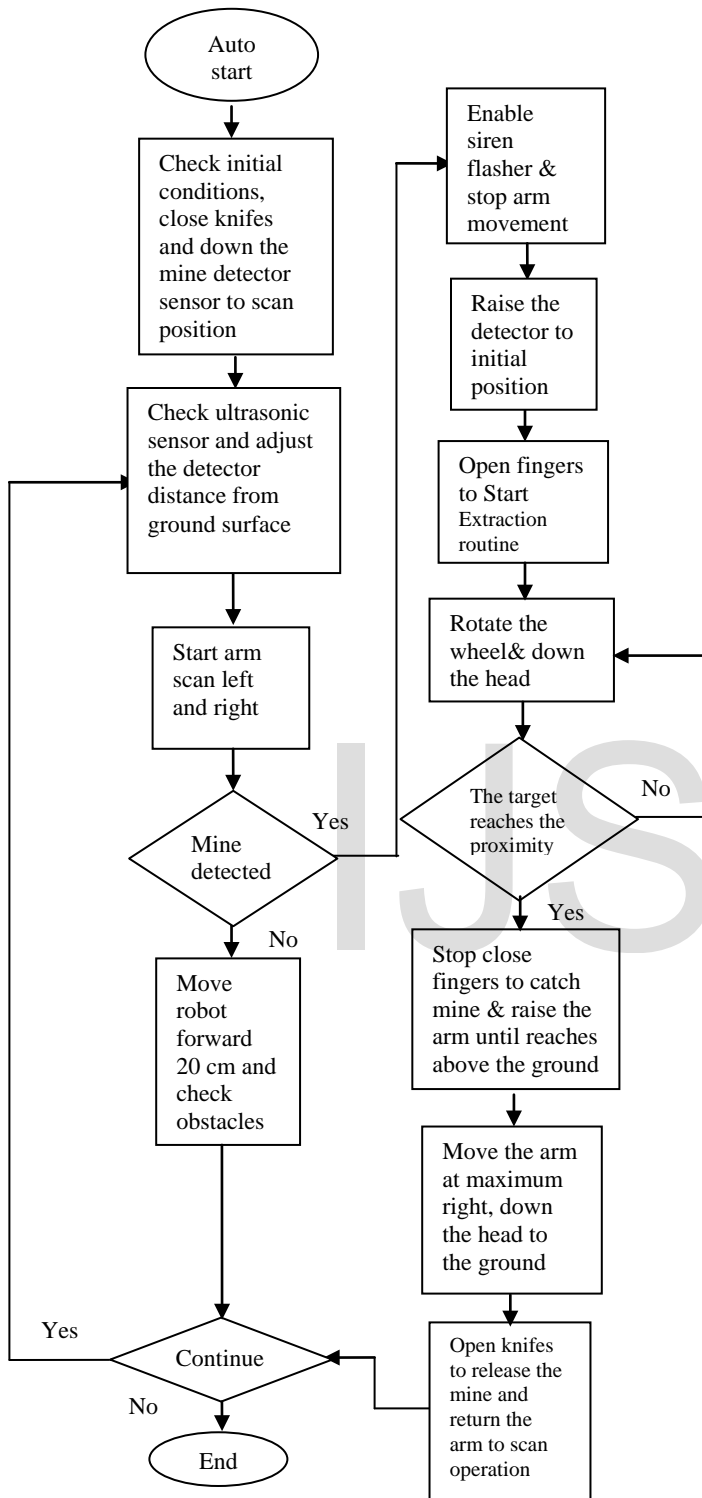 Auto
start
Check initial
conditions,
close knifes
and down the
mine detector
sensor to scan
position
Check ultrasonic
sensor and adjust
the detector
distance from
ground surface
Start arm
scan left
and right
Mine
detected
Yes
No
Move
robot
forward
20 cm and
check
obstacles
Yes
Continue
No
End
Enable
siren
flasher &
stop arm
movement
Raise the
detector to
initial
position
Open fingers
to Start
Extraction
routine
Rotate the
wheel& down
the head
The target
reaches the
proximity
No
Yes
Stop close
fingers to catch
mine & raise the
arm until reaches
above the ground
Move the arm
at maximum
right, down
the head to
the ground
Open knifes
to release the
mine and
return the
arm to scan
operation
IJS